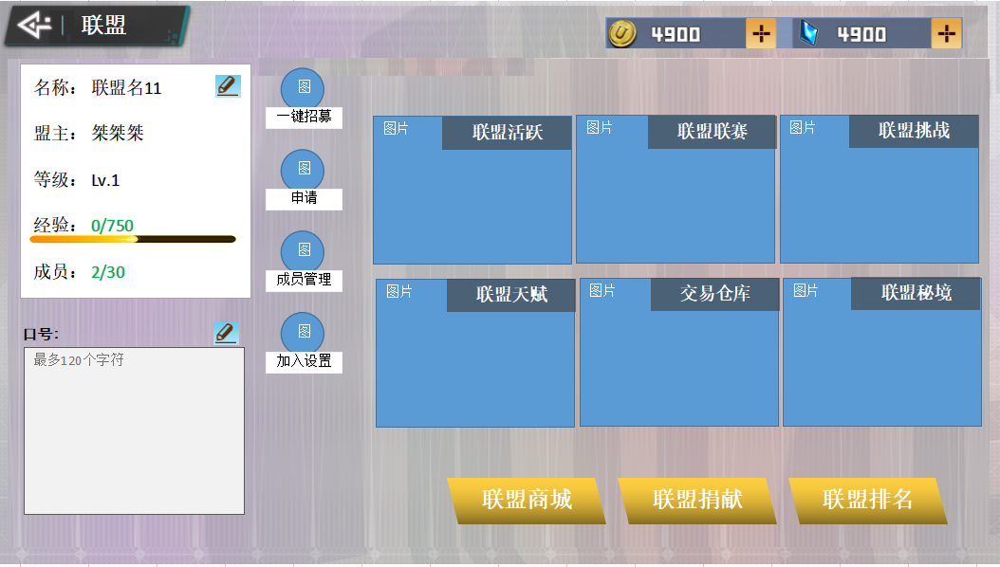 联盟
4900
4900
名称： 联盟名11
盟主： 桀桀桀
等级： Lv.1
经验： 0/750
成员： 2/30
口号：
最多120个字符
图
一键招募
图
申请
图
成员管理
图
加入设置
图片 联盟活跃
图片 联盟联赛
图片 联盟挑战
图片 联盟天赋
图片 交易仓库
图片 联盟秘境
联盟商城
联盟捐献
联盟排名